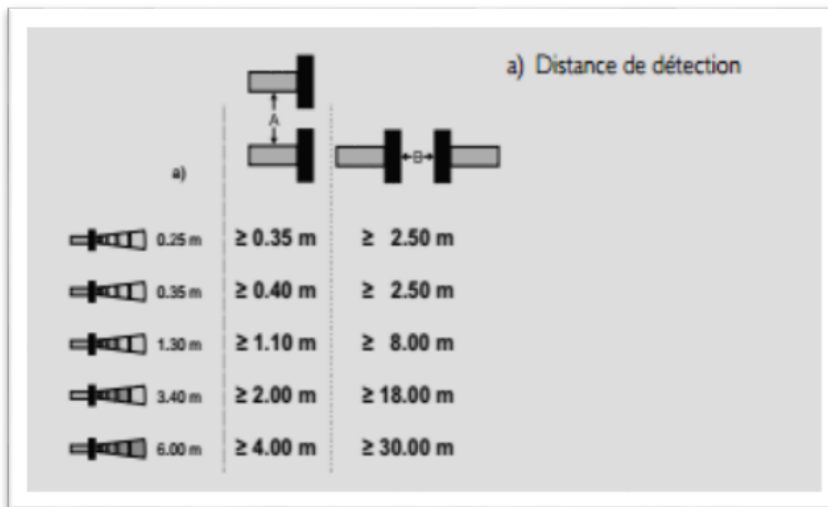 a) Distance de détection
A
B
a)
0.25 m ≥ 0.35 m ≥ 2.50 m
0.35 m ≥ 0.40 m ≥ 2.50 m
1.30 m ≥ 1.10 m ≥ 8.00 m
3.40 m ≥ 2.00 m ≥ 18.00 m
6.00 m ≥ 4.00 m ≥ 30.00 m